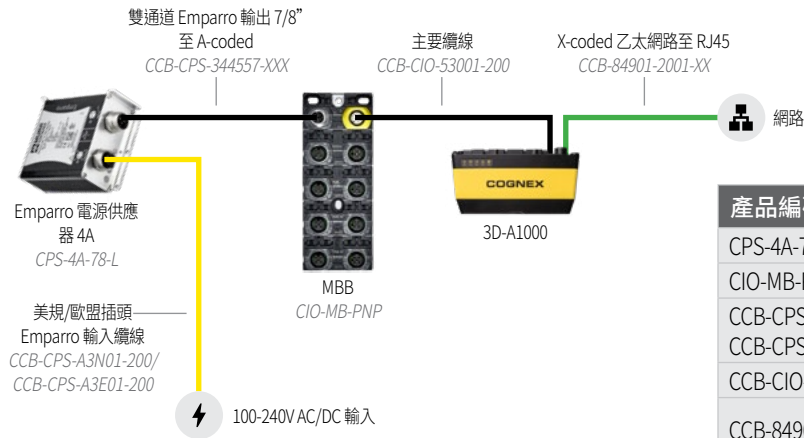 雙通道 Emparro 輸出 7/8”
至 A-coded
CCB-CPS-344557-XXX
主要纜線
CCB-CIO-53001-200
X-coded 乙太網路至 RJ45
CCB-84901-2001-XX
網路
COGNEX
3D-A1000
Emparro 電源供應
器 4A
CPS-4A-78-L
MBB
CIO-MB-PNP
美規/歐盟插頭
Emparro 輸入纜線
CCB-CPS-A3N01-200/
CCB-CPS-A3E01-200
100-240V AC/DC 輸入
產品編
CPS-4A-7
CIO-MB-
CCB-CPS
CCB-CPS
CCB-CIO
CCB-849